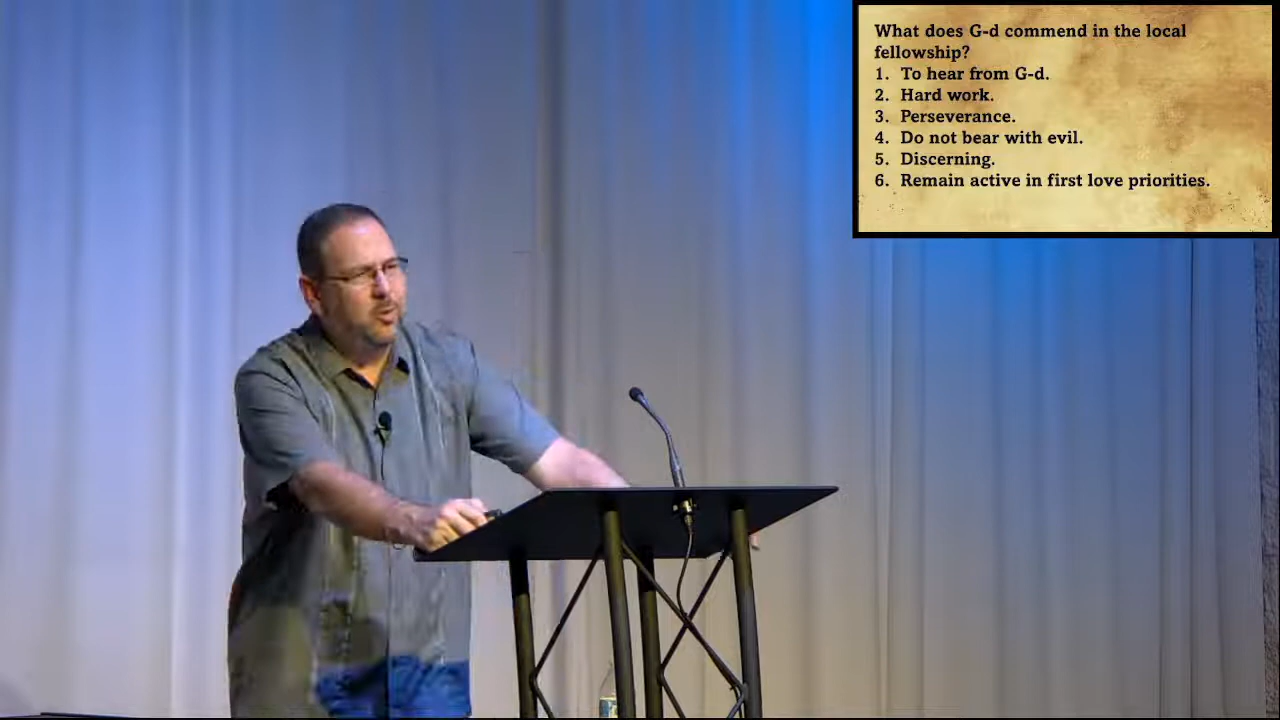 What does G-d commend in the local
fellowship?
1. To hear from G-d.
2. Hard work.
3. Perseverance.
4. Do not bear with evil.
5. Discerning.
6. Remain active in first love priorities.